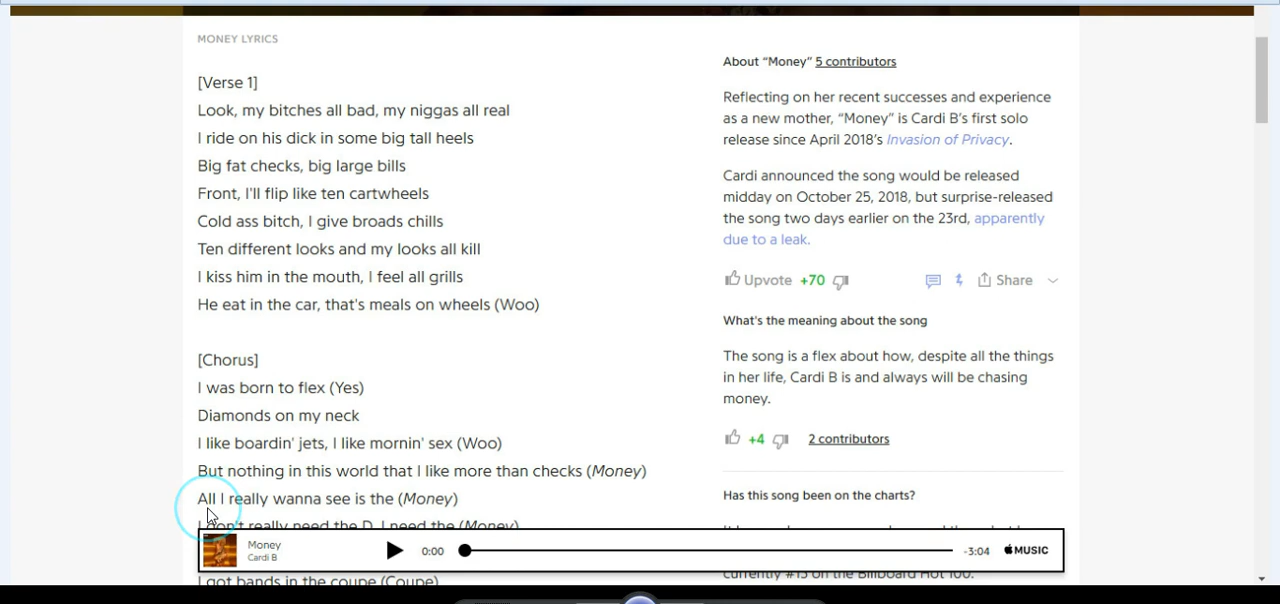 MONEY LYRICS
[Verse 1]
Look, my bitches all bad, my niggas all real
I ride on his dick in some big tall heels
Big fat checks, big large bills
Front, I'll flip like ten cartwheels
Cold ass bitch, I give broads chills
Ten different looks and my looks all kill
I kiss him in the mouth, I feel all grills
He eat in the car, that's meals on wheels (Woo)
[Chorus]
I was born to flex (Yes)
Diamonds on my neck
I like boardin' jets, I like mornin' sex (Woo)
But nothing in this world that I like more than checks (Money)
All I really wanna see is the (Money)
I don't really need the D, I need the (Money)
I got bands in the coupe (Coupe)
About “Money” 5 contributors
Reflecting on her recent successes and experience
as a new mother, “Money” is Cardi B’s first solo
release since April 2018’s Invasion of Privacy.
Cardi announced the song would be released
midday on October 25, 2018, but surprise-released
the song two days earlier on the 23rd, apparently
due to a leak.
Upvote +70 Share
What's the meaning about the song
The song is a flex about how, despite all the things
in her life, Cardi B is and always will be chasing
money.
+4 2 contributors
Has this song been on the charts?
currently #13 on the Billboard Hot 100.
Money
Cardi B
0:00 -3:04 MUSIC